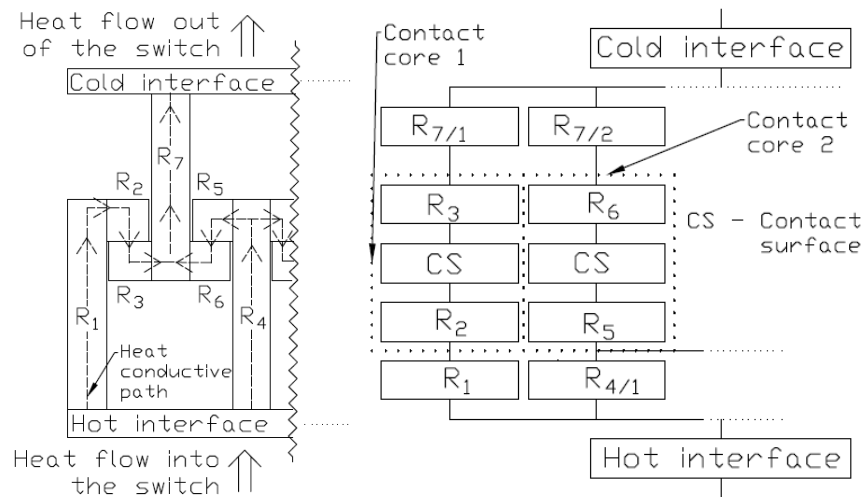 Heat flow out
of the switch
Cold interface
R7
R2
R5
R3
R6
R1
R4
Heat
conductive
path
Hot interface
Heat flow into
the switch
Contact
core 1
Cold interface
R7/1
R7/2
Contact
core 2
R3
R6
CS - Contact
surface
CS
CS
R2
R5
R1
R4/1
Hot interface